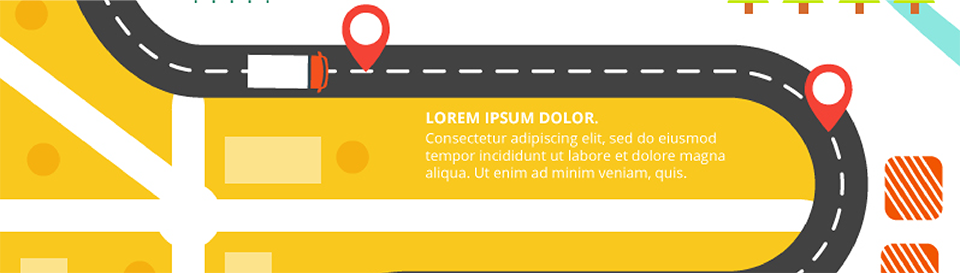 LOREM IPSUM DOLOR.
Consectetur adipiscing elit, sed do eiusmod
tempor incididunt ut labore et dolore magna
aliqua. Ut enim ad minim veniam, quis.